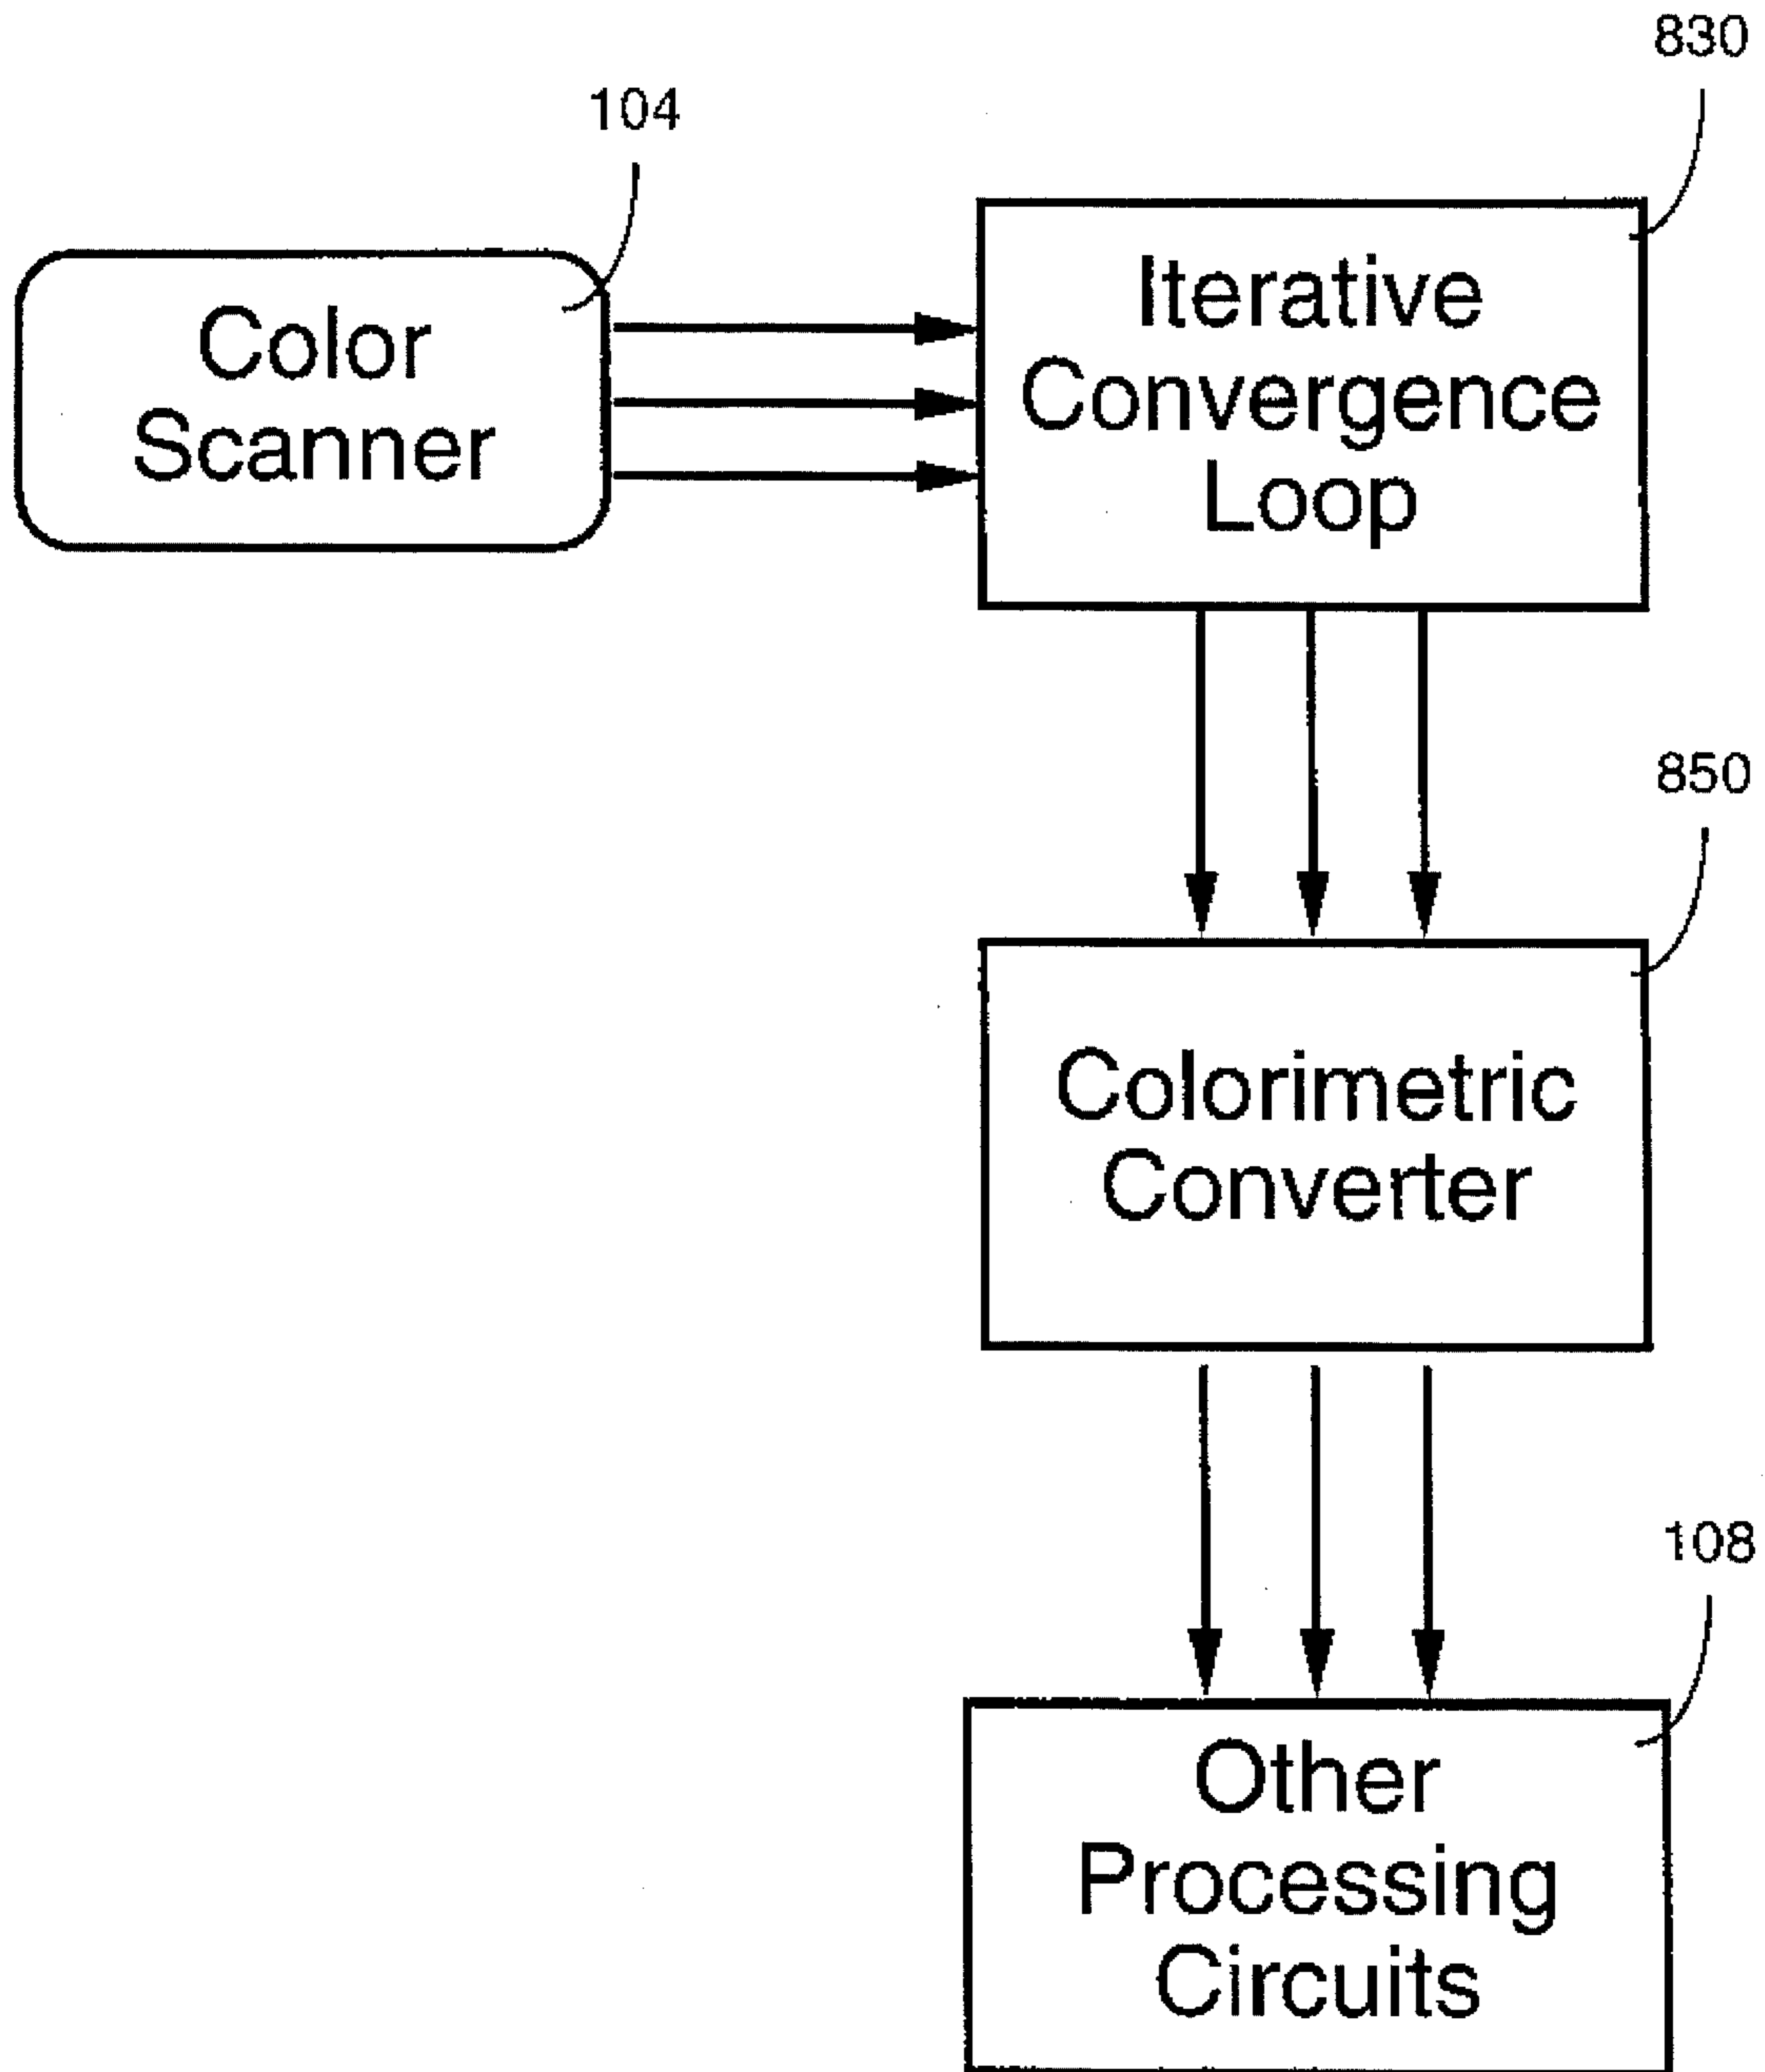 830
104
Color
Scanner
Iterative
Convergence
Loop
850
Colorimetric
Converter
108
Other
Processing
Circuits